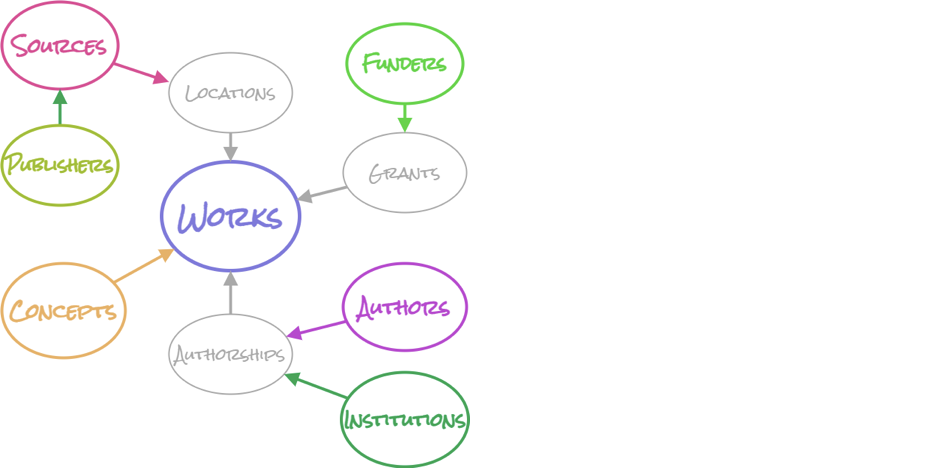 Sources
Funders
Locations
Publishers
Grants
Works
Concepts
Authors
Authorships
Institutions